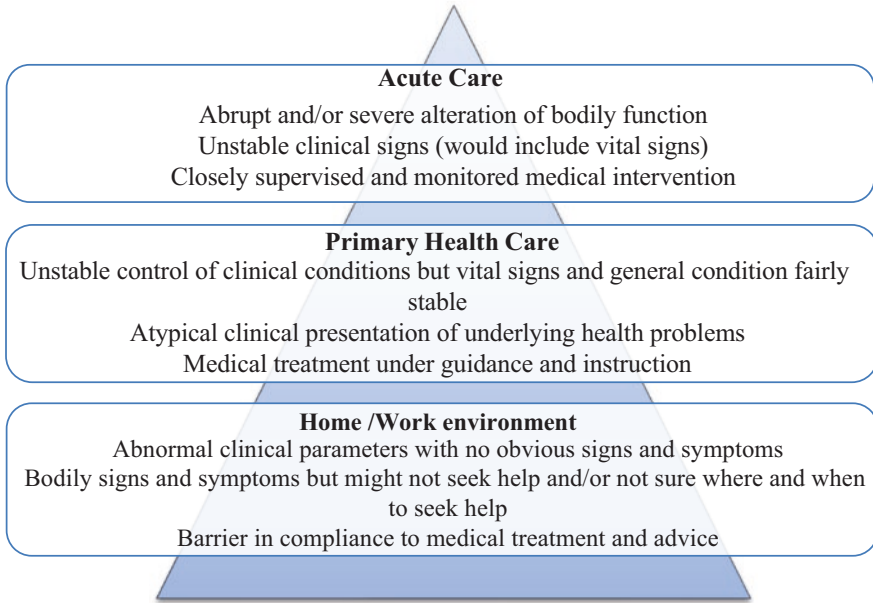 Acute Care
Abrupt and/or severe alteration of bodily function
Unstable clinical signs (would include vital signs)
Closely supervised and monitored medical intervention
Primary Health Care
Unstable control of clinical conditions but vital signs and general condition fairly
stable
Atypical clinical presentation of underlying health problems
Medical treatment under guidance and instruction
Home /Work environment
Abnormal clinical parameters with no obvious signs and symptoms
Bodily signs and symptoms but might not seek help and/or not sure where and when
to seek help
Barrier in compliance to medical treatment and advice